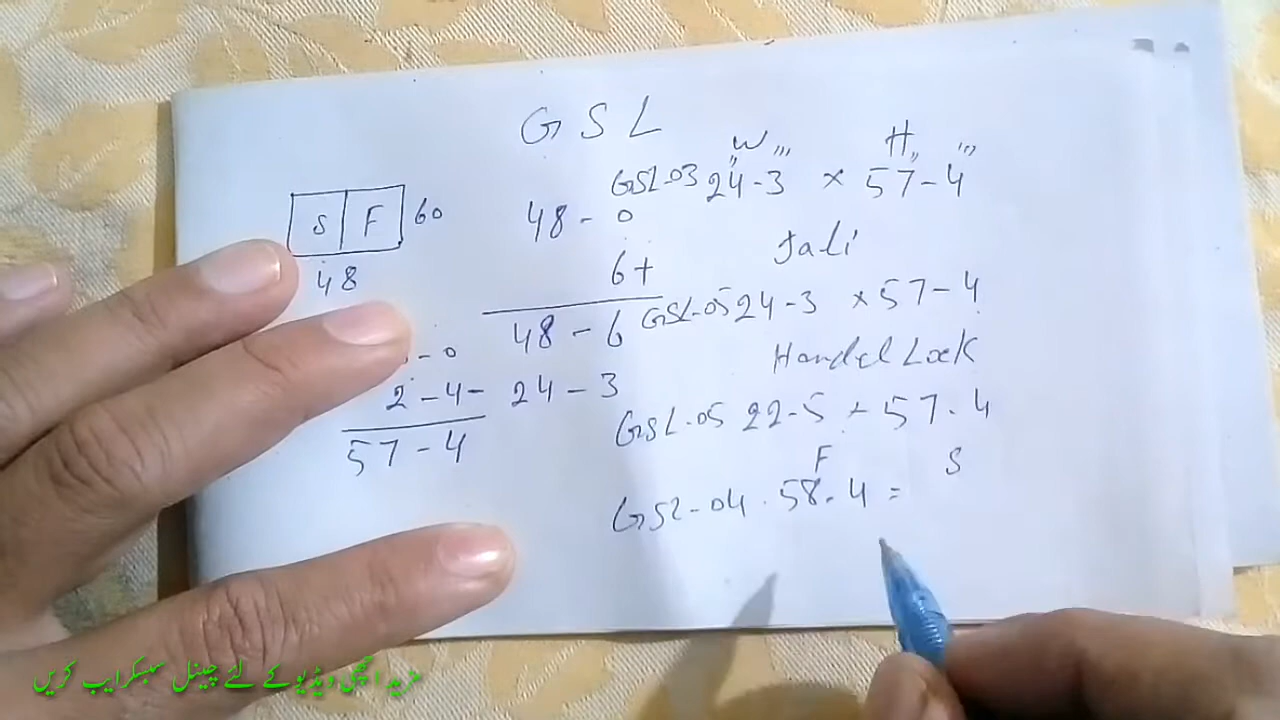 GSL
W H
GSL-03 24-3 × 57-4
S F 60
48
48-0
6+
48-6
24-3
-0
2-4-
57-4
Jali
GSL-05 24-3 × 57-4
Handel Lock
GSL-05 22-5 × 57-4
F S
GSL-04 . 58-4 =
مزید اچھی ویڈیو کے لئے چینل سبسکرایب کریں